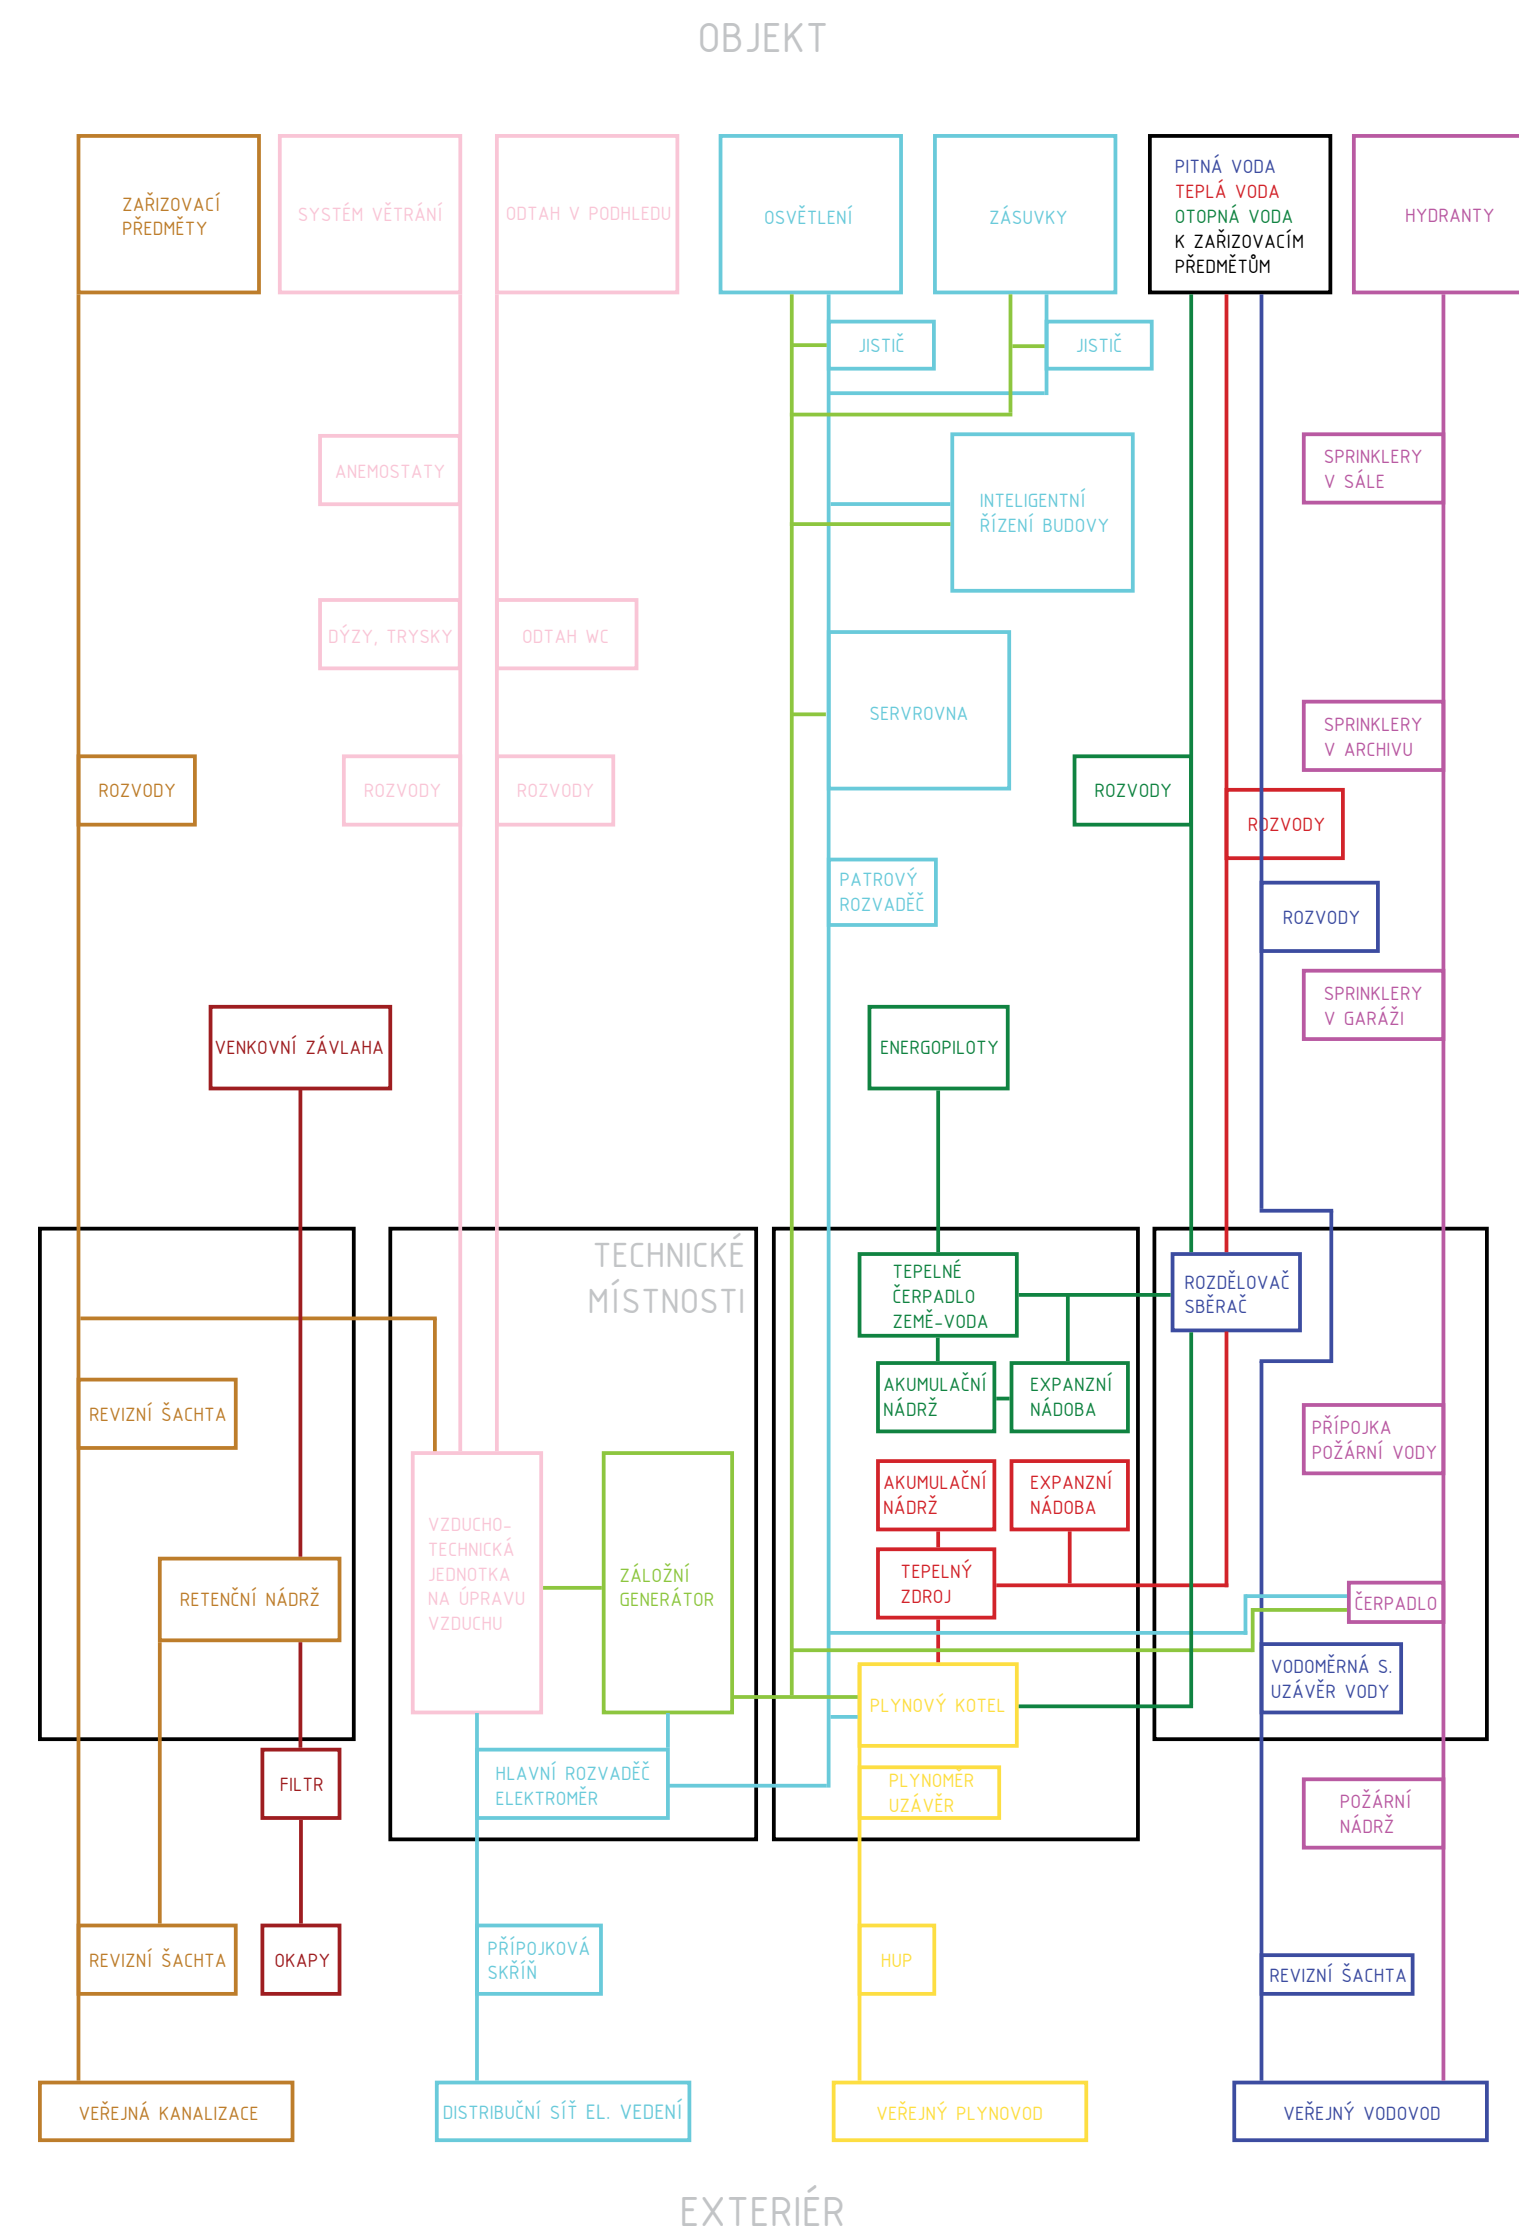 OBJEKT
ZAŘIZOVACÍ
PŘEDMĚTY
SYSTÉM VĚTRÁNÍ
ODTAH V PODHLEDU
OSVĚTLENÍ
ZÁSUVKY
PITNÁ VODA
TEPLÁ VODA
OTOPNÁ VODA
K ZAŘIZOVACÍM
PŘEDMĚTŮM
HYDRANTY
JISTIČ
JISTIČ
ANEMOSTATY
INTELIGENTNÍ
ŘÍZENÍ BUDOVY
SPRINKLERY
V SÁLE
DÝZY, TRYSKY
ODTAH WC
SERVROVNA
SPRINKLERY
V ARCHIVU
ROZVODY
ROZVODY
ROZVODY
ROZVODY
ROZVODY
PATROVÝ
ROZVADĚČ
ROZVODY
SPRINKLERY
V GARÁŽI
VENKOVNÍ ZÁVLAHA
ENERGOPILOTY
TECHNICKÉ
MÍSTNOSTI
TEPELNÉ
ČERPADLO
ZEMĚ-VODA
ROZDĚLOVAČ
SBĚRAČ
REVIZNÍ ŠACHTA
AKUMULAČNÍ
NÁDRŽ
EXPANZNÍ
NÁDOBA
PŘÍPOJKA
POŽÁRNÍ VODY
AKUMULAČNÍ
NÁDRŽ
EXPANZNÍ
NÁDOBA
VZDUCHO-
TECHNICKÁ
JEDNOTKA
NA ÚPRAVU
VZDUCHU
ZÁLOŽNÍ
GENERÁTOR
TEPELNÝ
ZDROJ
RETENČNÍ NÁDRŽ
ČERPADLO
VODOMĚRNÁ S.
UZÁVĚR VODY
PLYNOVÝ KOTEL
FILTR
HLAVNÍ ROZVADĚČ
ELEKTROMĚR
PLYNOMĚR
UZÁVĚR
POŽÁRNÍ
NÁDRŽ
REVIZNÍ ŠACHTA
OKAPY
PŘÍPOJKOVÁ
SKŘÍŇ
HUP
REVIZNÍ ŠACHTA
VEŘEJNÁ KANALIZACE
DISTRIBUČNÍ SÍŤ EL. VEDENÍ
VEŘEJNÝ PLYNOVOD
VEŘEJNÝ VODOVOD
EXTERIÉR